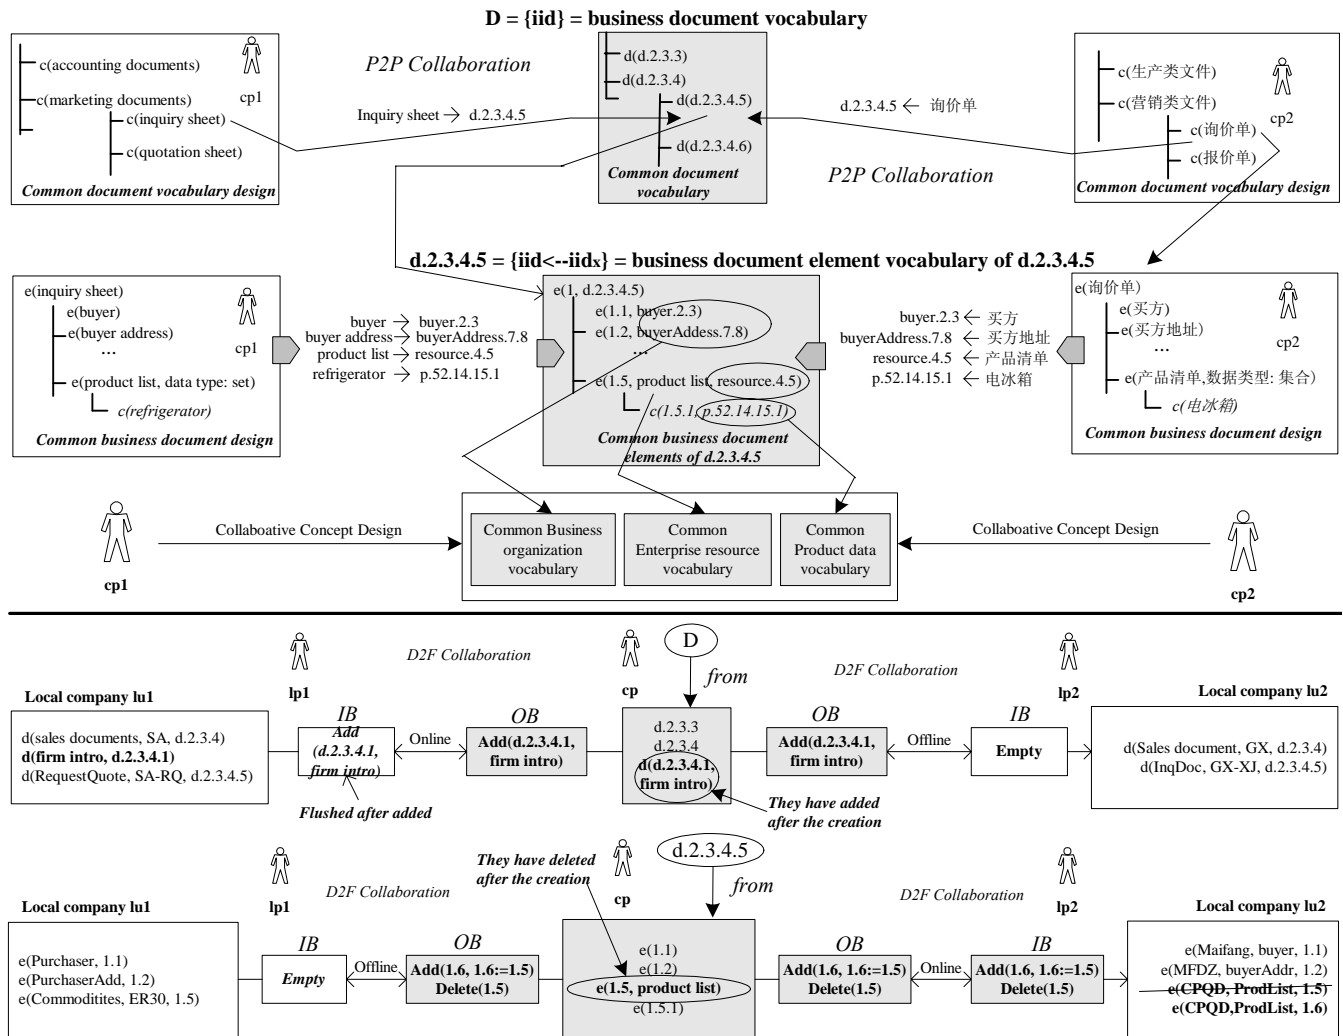 D = {iid} = business document vocabulary
c(accounting documents)
c(marketing documents)
c(inquiry sheet)
c(quotation sheet)
cp1
Common document vocabulary design
P2P Collaboration
Inquiry sheet → d.2.3.4.5
d(d.2.3.3)
d(d.2.3.4)
d(d.2.3.4.5)
d(d.2.3.4.6)
Common document
vocabulary
d.2.3.4.5 ← 询价单
P2P Collaboration
c(生产类文件)
c(营销类文件)
c(询价单)
c(报价单)
cp2
Common document vocabulary design
d.2.3.4.5 = {iid<--iidx} = business document element vocabulary of d.2.3.4.5
e(inquiry sheet)
e(buyer)
e(buyer address)
...
e(product list, data type: set)
c(refrigerator)
cp1
Common business document design
buyer → buyer.2.3
buyer address → buyerAddress.7.8
product list → resource.4.5
refrigerator → p.52.14.15.1
e(1, d.2.3.4.5)
e(1.1, buyer.2.3)
e(1.2, buyerAddess.7.8)
...
e(1.5, product list, resource.4.5)
c(1.5.1, p.52.14.15.1)
Common business document
elements of d.2.3.4.5
buyer.2.3 ← 买方
buyerAddress.7.8 ← 买方地址
resource.4.5 ← 产品清单
p.52.14.15.1 ← 电冰箱
e(询价单)
e(买方)
e(买方地址)
...
e(产品清单,数据类型: 集合)
c(电冰箱)
cp2
Common business document design
cp1
Collaboative Concept Design
Common Business
organization
vocabulary
Common
Enterprise resource
vocabulary
Common
Product data
vocabulary
Collaboative Concept Design
cp2
D
from
lp1
D2F Collaboration
cp
D2F Collaboration
lp2
Local company lu1
Local company lu2
d(sales documents, SA, d.2.3.4)
d(firm intro, d.2.3.4.1)
d(RequestQuote, SA-RQ, d.2.3.4.5)
IB
Add
(d.2.3.4.1,
firm intro)
Flushed after added
Online
OB
Add(d.2.3.4.1,
firm intro)
d.2.3.3
d.2.3.4
d(d.2.3.4.1,
firm intro)
They have added
after the creation
OB
Add(d.2.3.4.1,
firm intro)
Offline
IB
Empty
d(Sales document, GX, d.2.3.4)
d(InqDoc, GX-XJ, d.2.3.4.5)
d.2.3.4.5
from
They have deleted
after the creation
lp1
D2F Collaboration
cp
D2F Collaboration
lp2
Local company lu1
Local company lu2
e(Purchaser, 1.1)
e(PurchaserAdd, 1.2)
e(Commoditites, ER30, 1.5)
IB
Empty
Offline
OB
Add(1.6, 1.6:=1.5)
Delete(1.5)
e(1.1)
e(1.2)
e(1.5, product list)
e(1.5.1)
OB
Add(1.6, 1.6:=1.5)
Delete(1.5)
Online
IB
Add(1.6, 1.6:=1.5)
Delete(1.5)
e(Maifang, buyer, 1.1)
e(MFDZ, buyerAddr, 1.2)
e(CPQD, ProdList, 1.5)
e(CPQD,ProdList, 1.6)